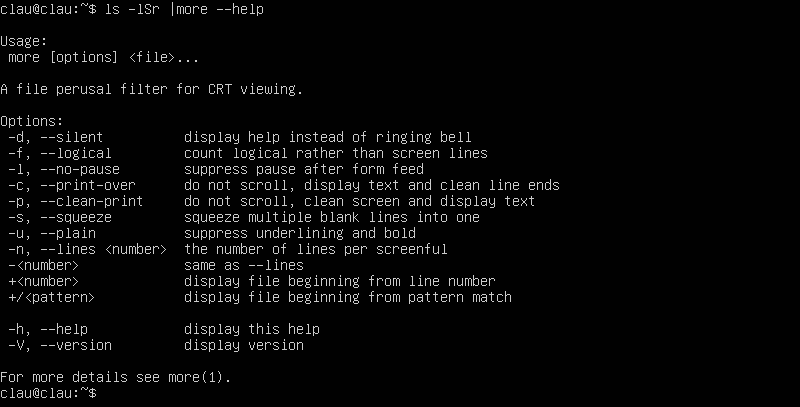 clau@clau:~$ ls -lSr |more --help

Usage:
 more [options] <file>...

A file perusal filter for CRT viewing.

Options:
 -d, --silent          display help instead of ringing bell
 -f, --logical         count logical rather than screen lines
 -l, --no-pause        suppress pause after form feed
 -c, --print-over      do not scroll, display text and clean line ends
 -p, --clean-print     do not scroll, clean screen and display text
 -s, --squeeze         squeeze multiple blank lines into one
 -u, --plain           suppress underlining and bold
 -n, --lines <number>  the number of lines per screenful
 -<number>             same as --lines
 +<number>             display file beginning from line number
 +/<pattern>           display file beginning from pattern match

 -h, --help            display this help
 -V, --version         display version

For more details see more(1).
clau@clau:~$